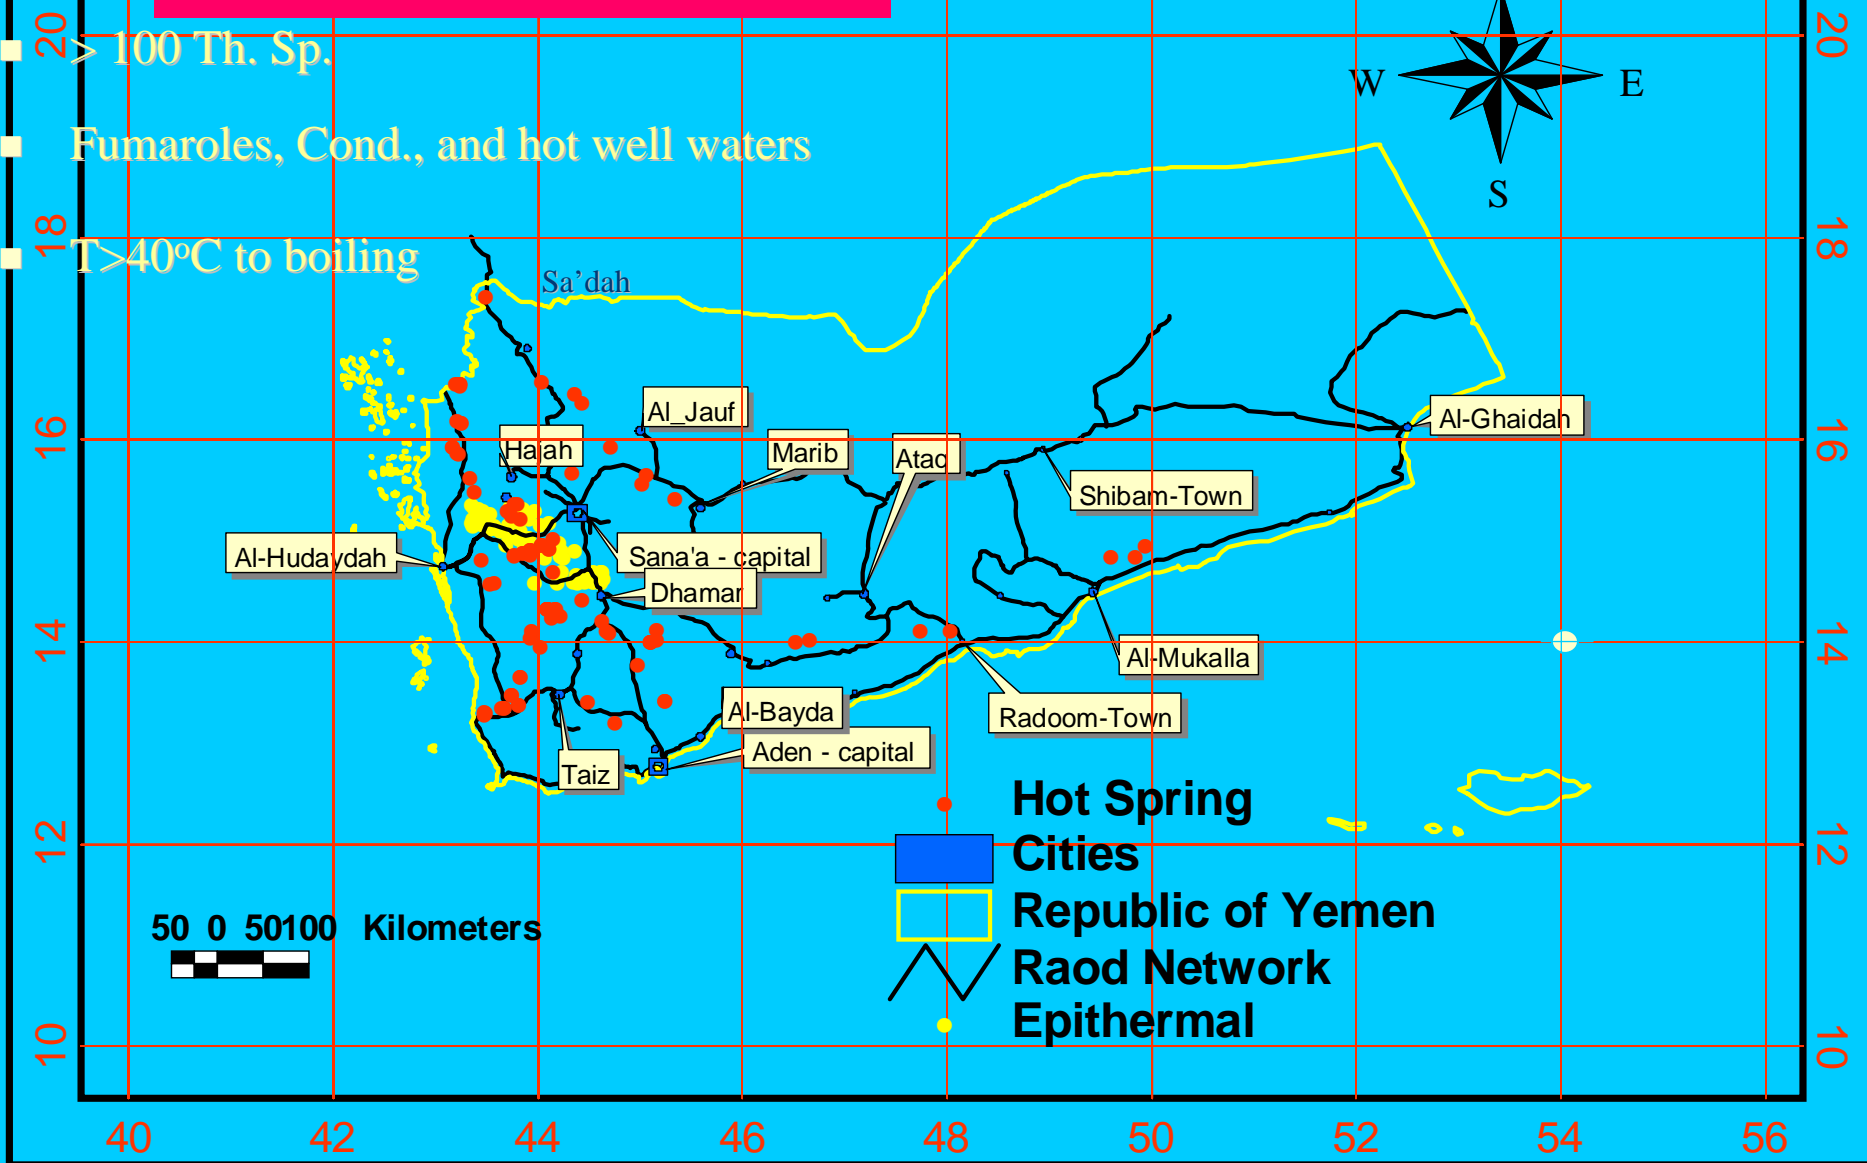 20
20
> 100 Th. Sp.
W
E
Fumaroles, Cond., and hot well waters
S
18
18
T>40°C to boiling
Sa’dah
Al_Jauf
Al-Ghaidah
16
16
Hajah
Marib
Ataq
Shibam-Town
Al-Hudaydah
Sana'a - capital
Dhamar
14
14
Al-Mukalla
Al-Bayda
Radoom-Town
Taiz
Aden - capital
Hot Spring
12
12
Cities
Republic of Yemen
50 0 50100 Kilometers
Raod Network
Epithermal
10
10
40 42 44 46 48 50 52 54 56